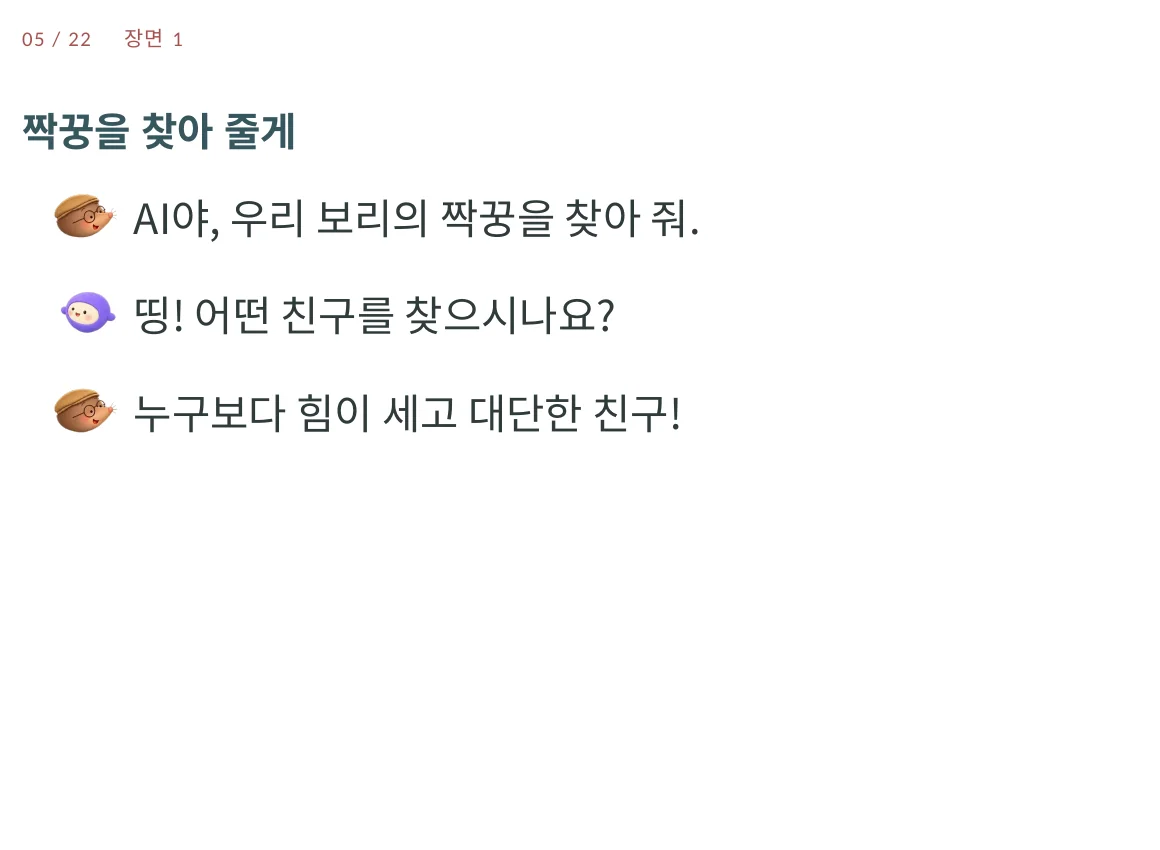 05 / 22 장면 1
짝꿍을 찾아 줄게
AI야, 우리 보리의 짝꿍을 찾아 줘.
띵! 어떤 친구를 찾으시나요?
누구보다 힘이 세고 대단한 친구!